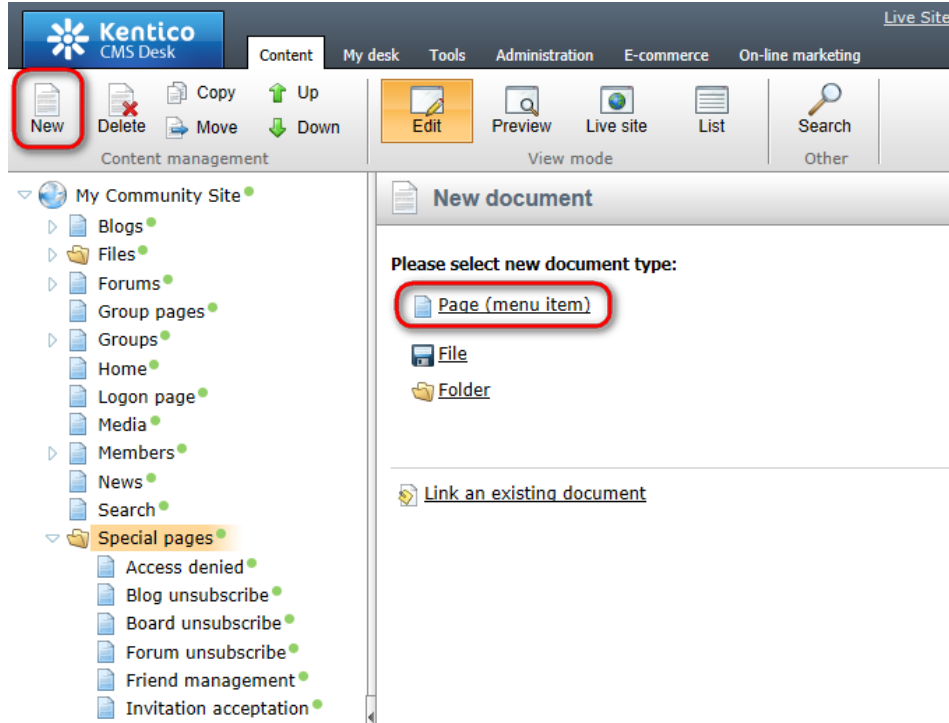 Live Site
Kentico
CMS Desk
Content My desk Tools Administration E-commerce On-line marketing
New Delete Copy Move Up Down
Content management
Edit Preview Live site List
View mode
Search
Other
My Community Site
Blogs
Files
Forums
Group pages
Groups
Home
Logon page
Media
Members
News
Search
Special pages
Access denied
Blog unsubscribe
Board unsubscribe
Forum unsubscribe
Friend management
Invitation acceptation
New document
Please select new document type:
Page (menu item)
File
Folder
Link an existing document